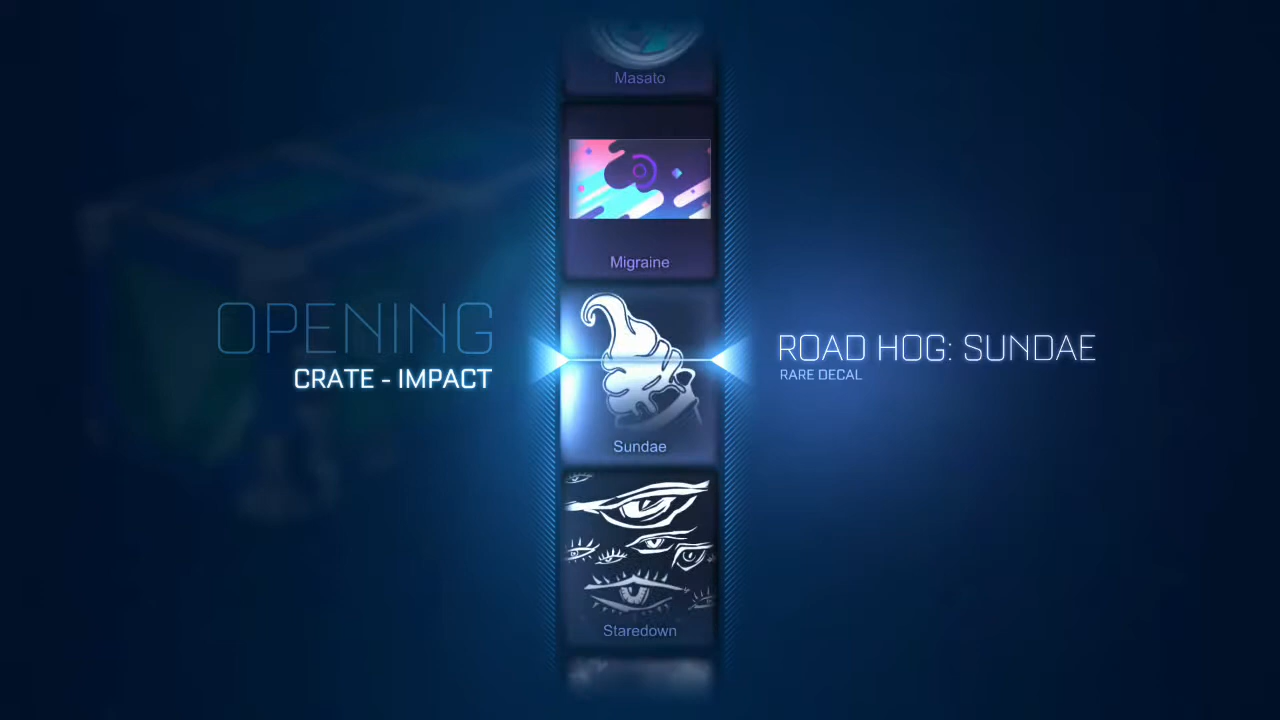 Masato
Migraine
OPENING
CRATE - IMPACT
ROAD HOG: SUNDAE
RARE DECAL
Sundae
Staredown